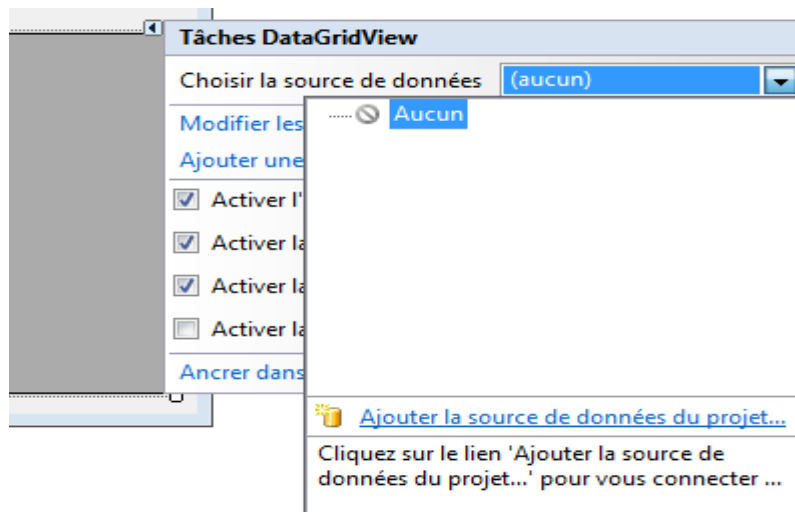 Tâches DataGridView
Choisir la source de données (aucun)
Aucun
Modifier les
Ajouter une
Activer l'
Activer la
Activer la
Activer la
Ancrer dans
Ajouter la source de données du projet...
Cliquez sur le lien 'Ajouter la source de
données du projet...' pour vous connecter ...